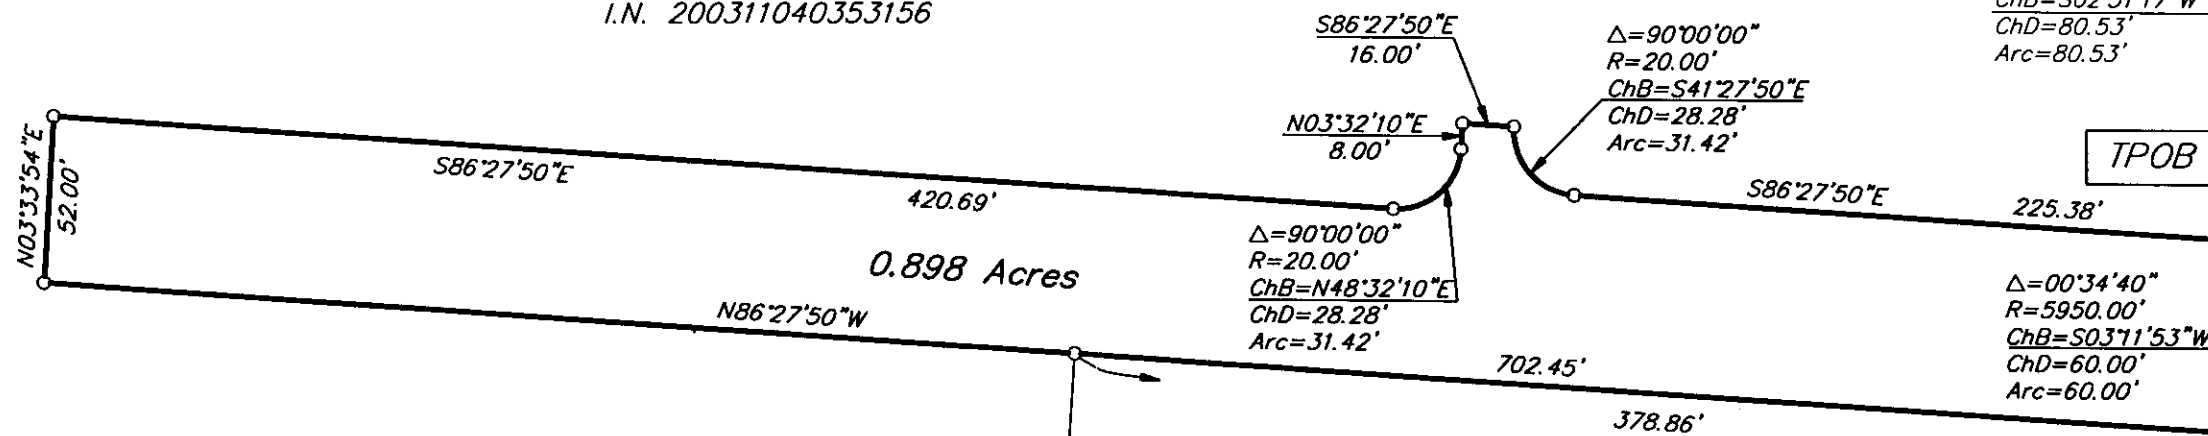 I.N. 200311040353156
S86°27'50"E
16.00'
Δ=90°00'00"
R=20.00'
ChB=S41°27'50"E
ChD=28.28'
Arc=31.42'
ChD=80.53'
Arc=80.53'
TPOB
N03°32'10"E
8.00'
N03°33'54"E
52.00'
S86°27'50"E
420.69'
S86°27'50"E
225.38'
0.898 Acres
Δ=90°00'00"
R=20.00'
ChB=N48°32'10"E
ChD=28.28'
Arc=31.42'
Δ=00°34'40"
R=5950.00'
ChB=S03°11'53"W
ChD=60.00'
Arc=60.00'
N86°27'50"W
702.45'
378.86'